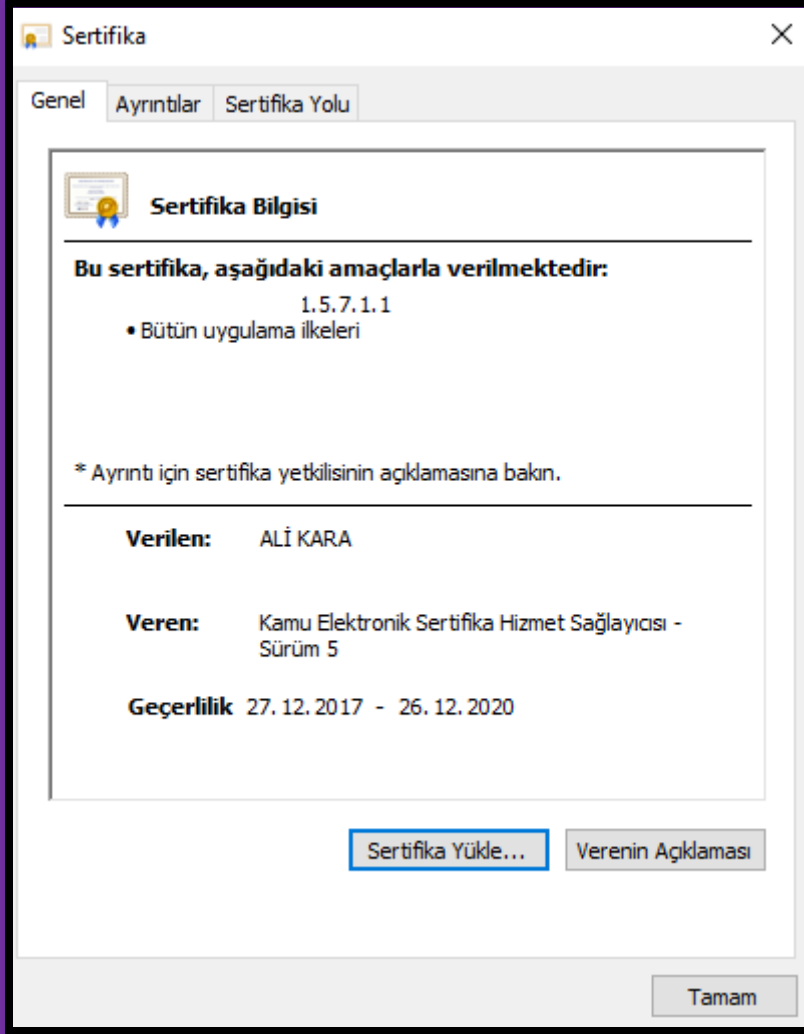 Sertifika
Genel Ayrıntılar Sertifika Yolu
Sertifika Bilgisi
Bu sertifika, aşağıdaki amaçlarla verilmektedir:
1.5.7.1.1
• Bütün uygulama ilkeleri
* Ayrıntı için sertifika yetkilisinin açıklamasına bakın.
Verilen: ALİ KARA
Veren: Kamu Elektronik Sertifika Hizmet Sağlayıcısı -
Sürüm 5
Geçerlilik 27.12.2017 - 26.12.2020
Sertifika Yükle... Verenin Açıklaması
Tamam